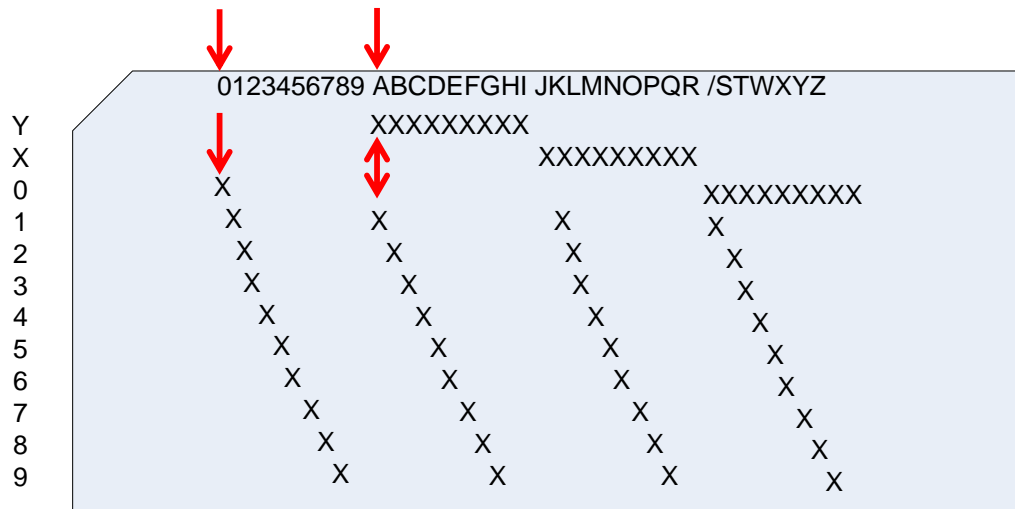 0123456789 ABCDEFGHI JKLMNOPQR /STWXYZ
Y XXXXXXXXX
X XXXXXXXXX
0 X XXXXXXXXX
1 X X X X
2 X X X X
3 X X X X
4 X X X X
5 X X X X
6 X X X X
7 X X X X
8 X X X X
9 X X X X